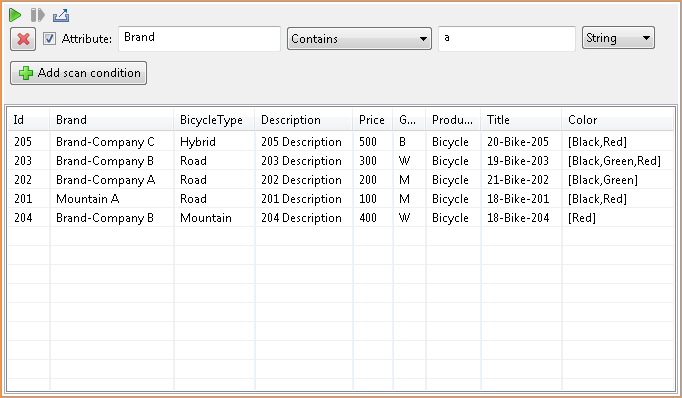 Attribute: Brand Contains a String
Add scan condition
Id Brand BicycleType Description Price G... Produ... Title Color
205 Brand-Company C Hybrid 205 Description 500 B Bicycle 20-Bike-205 [Black,Red]
203 Brand-Company B Road 203 Description 300 W Bicycle 19-Bike-203 [Black,Green,Red]
202 Brand-Company A Road 202 Description 200 M Bicycle 21-Bike-202 [Black,Green]
201 Mountain A Road 201 Description 100 M Bicycle 18-Bike-201 [Black,Red]
204 Brand-Company B Mountain 204 Description 400 W Bicycle 18-Bike-204 [Red]